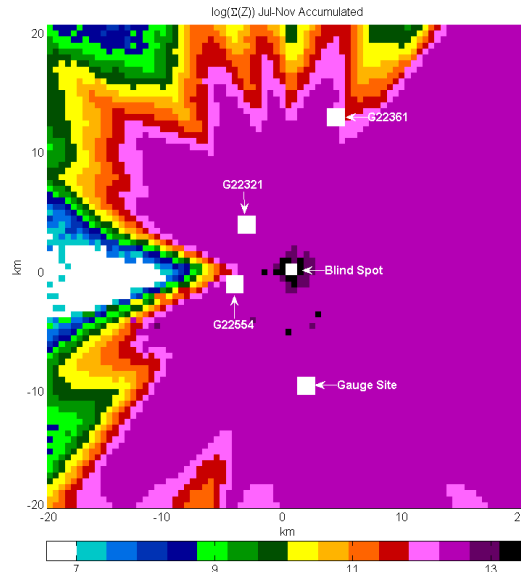 log(Σ(Z)) Jul-Nov Accumulated
20
G22361
10
G22321
km
0
Blind Spot
G22554
-10
Gauge Site
-20
-20 -10 0 10 2
km
7 9 11 13